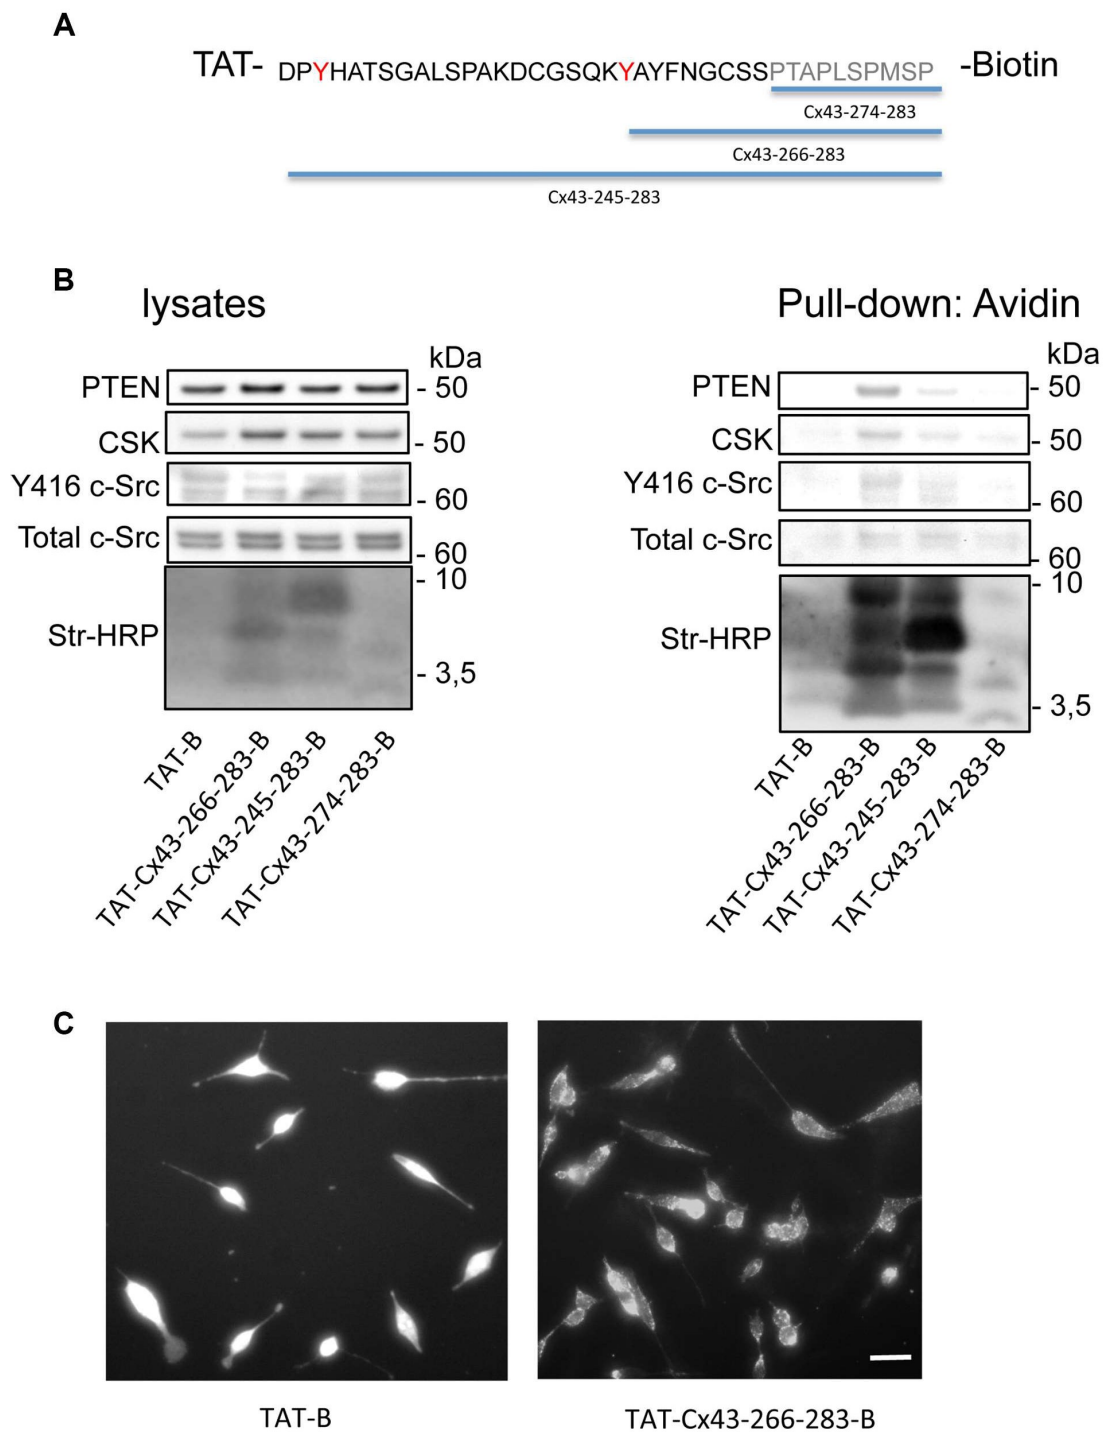 A
TAT- DPYHATSGALSPAKDCGSQKYAYFNGCSSPTAPLSPMSP -Biotin
Cx43-274-283
Cx43-266-283
Cx43-245-283
B
lysates
kDa
PTEN - 50
CSK - 50
Y416 c-Src - 60
Total c-Src - 60
- 10
Str-HRP
- 3,5
TAT-B
TAT-Cx43-266-283-B
TAT-Cx43-245-283-B
TAT-Cx43-274-283-B
Pull-down: Avidin
kDa
PTEN - 50
CSK - 50
Y416 c-Src - 60
Total c-Src - 60
- 10
Str-HRP
- 3,5
TAT-B
TAT-Cx43-266-283-B
TAT-Cx43-245-283-B
TAT-Cx43-274-283-B
C
TAT-B
TAT-Cx43-266-283-B